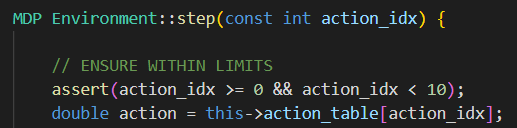 MDP Environment::step(const int action_idx) {
// ENSURE WITHIN LIMITS
assert(action_idx >= 0 && action_idx < 10);
double action = this->action_table[action_idx];